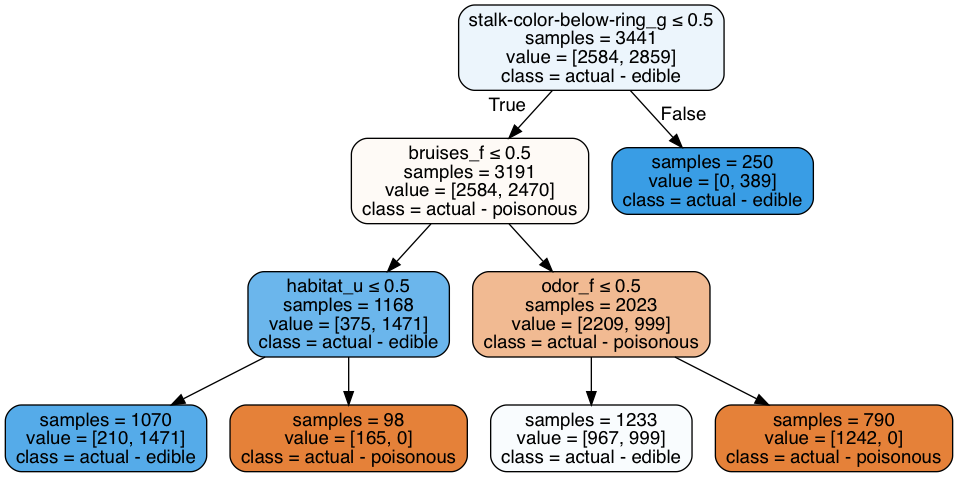 stalk-color-below-ring_g ≤ 0.5
samples = 3441
value = [2584, 2859]
class = actual - edible
True
False
bruises_f ≤ 0.5
samples = 3191
value = [2584, 2470]
class = actual - poisonous
samples = 250
value = [0, 389]
class = actual - edible
habitat_u ≤ 0.5
samples = 1168
value = [375, 1471]
class = actual - edible
odor_f ≤ 0.5
samples = 2023
value = [2209, 999]
class = actual - poisonous
samples = 1070
value = [210, 1471]
class = actual - edible
samples = 98
value = [165, 0]
class = actual - poisonous
samples = 1233
value = [967, 999]
class = actual - edible
samples = 790
value = [1242, 0]
class = actual - poisonous